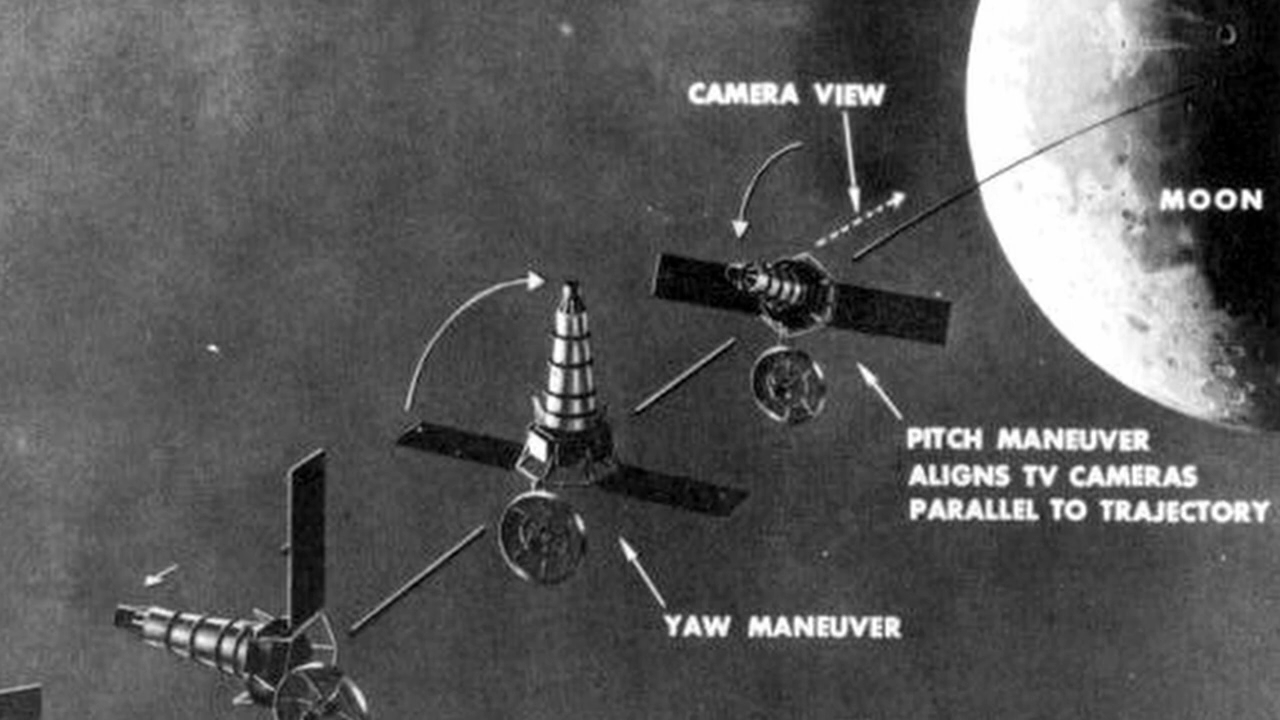 CAMERA VIEW
MOON
PITCH MANEUVER
ALIGNS TV CAMERAS
PARALLEL TO TRAJECTORY
YAW MANEUVER